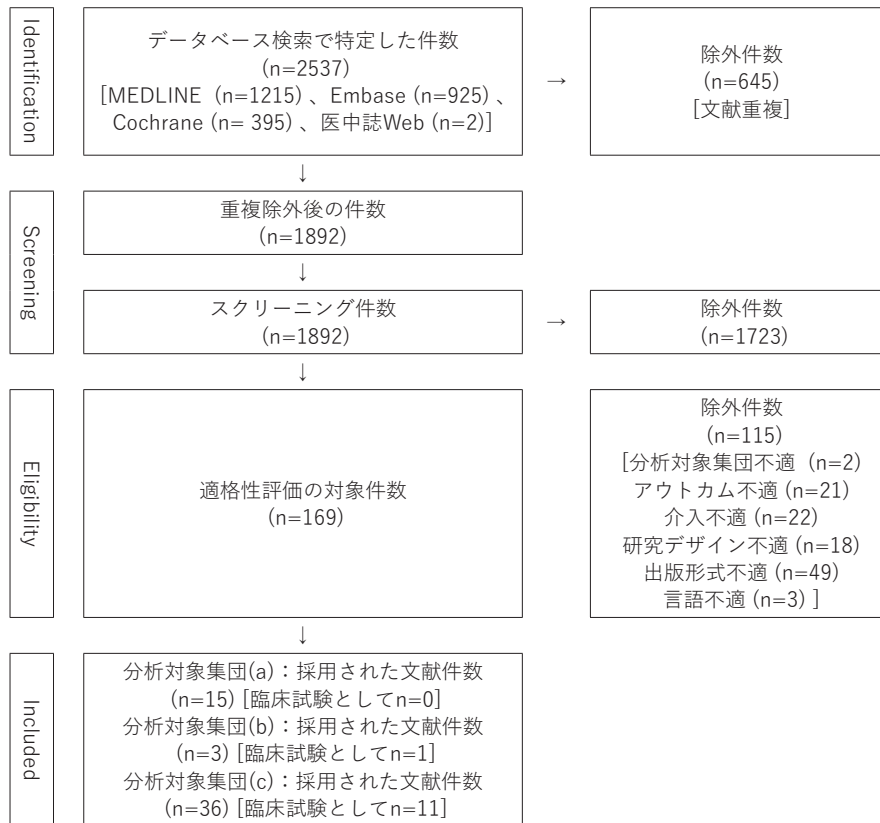 Identification
データベース検索で特定した件数
(n=2537)
[MEDLINE (n=1215) 、Embase (n=925) 、
Cochrane (n= 395) 、医中誌Web (n=2)]
→
除外件数
(n=645)
[文献重複]
↓
Screening
重複除外後の件数
(n=1892)
↓
スクリーニング件数
(n=1892)
→
除外件数
(n=1723)
↓
Eligibility
適格性評価の対象件数
(n=169)
除外件数
(n=115)
[分析対象集団不適 (n=2)
アウトカム不適 (n=21)
介入不適 (n=22)
研究デザイン不適 (n=18)
出版形式不適 (n=49)
言語不適 (n=3) ]
↓
Included
分析対象集団(a)：採用された文献件数
(n=15) [臨床試験としてn=0]
分析対象集団(b)：採用された文献件数
(n=3) [臨床試験としてn=1]
分析対象集団(c)：採用された文献件数
(n=36) [臨床試験としてn=11]